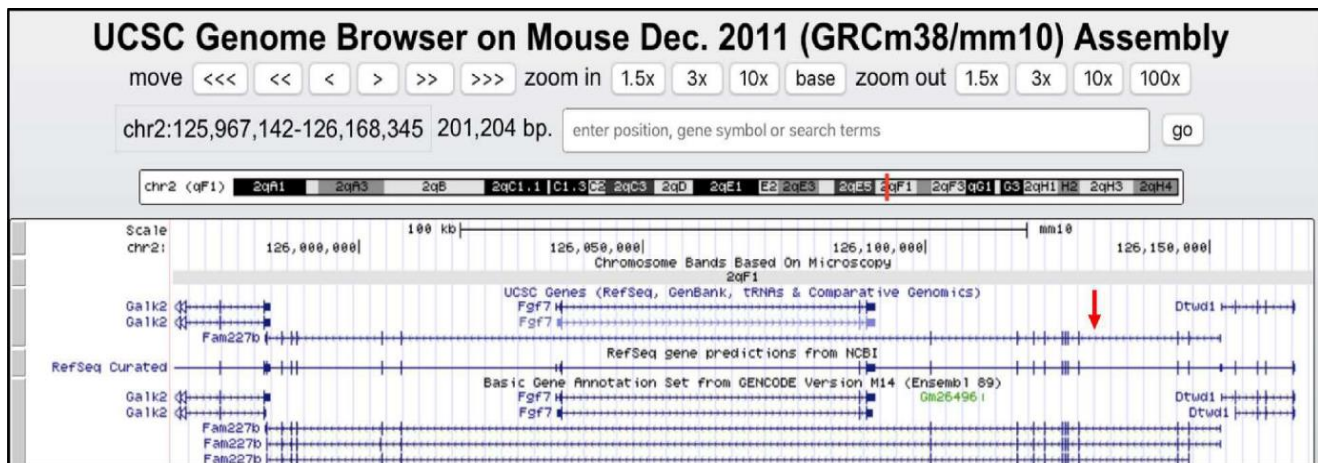 UCSC Genome Browser on Mouse Dec. 2011 (GRCm38/mm10) Assembly
move <<< << < > >> >>> zoom in 1.5x 3x 10x base zoom out 1.5x 3x 10x 100x
chr2:125,967,142-126,168,345 201,204 bp. enter position, gene symbol or search terms go
chr2 (qF1) 2qA1 2qA3 2qB 2qC1.1 C1.3 C2 2qC3 2qD 2qE1 E2 2qE3 2qE5 2qF1 2qF3 qG1 G3 2qH1 H2 2qH3 2qH4
Scale 100 kb mm10
chr2: 126,000,000 126,050,000 126,100,000 126,150,000
Chromosome Bands Based On Microscopy
2qF1
UCSC Genes (RefSeq, GenBank, tRNAs & Comparative Genomics)
Galk2 Fgf7 Dtwd1
Galk2 Fgf7
Fam227b
RefSeq gene predictions from NCBI
RefSeq Curated
Basic Gene Annotation Set from GENCODE Version M14 (Ensembl 89)
Galk2 Fgf7 Gm26496 Dtwd1
Galk2 Fgf7 Dtwd1
Fam227b
Fam227b
Fam227b